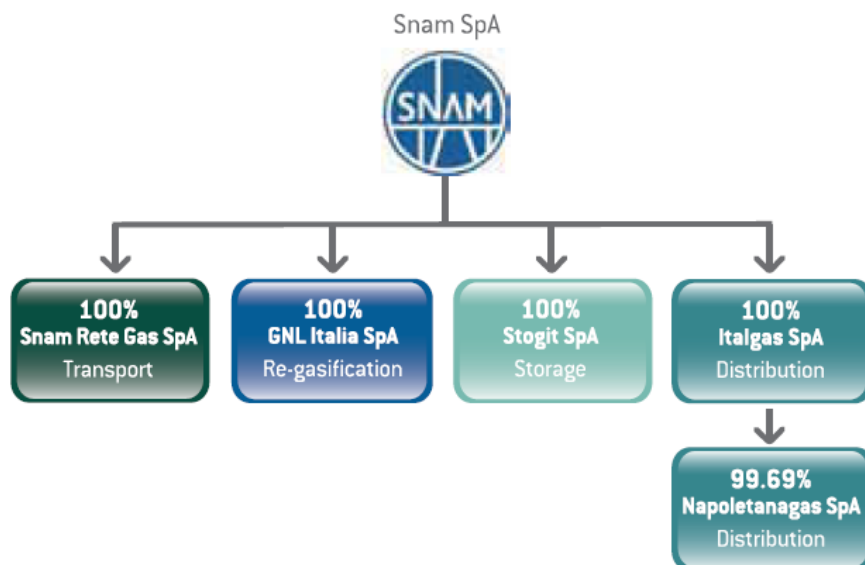 Snam SpA
SNAM
100%
Snam Rete Gas SpA
Transport
100%
GNL Italia SpA
Re-gasification
100%
Stogit SpA
Storage
100%
Italgas SpA
Distribution
99.69%
Napoletanagas SpA
Distribution